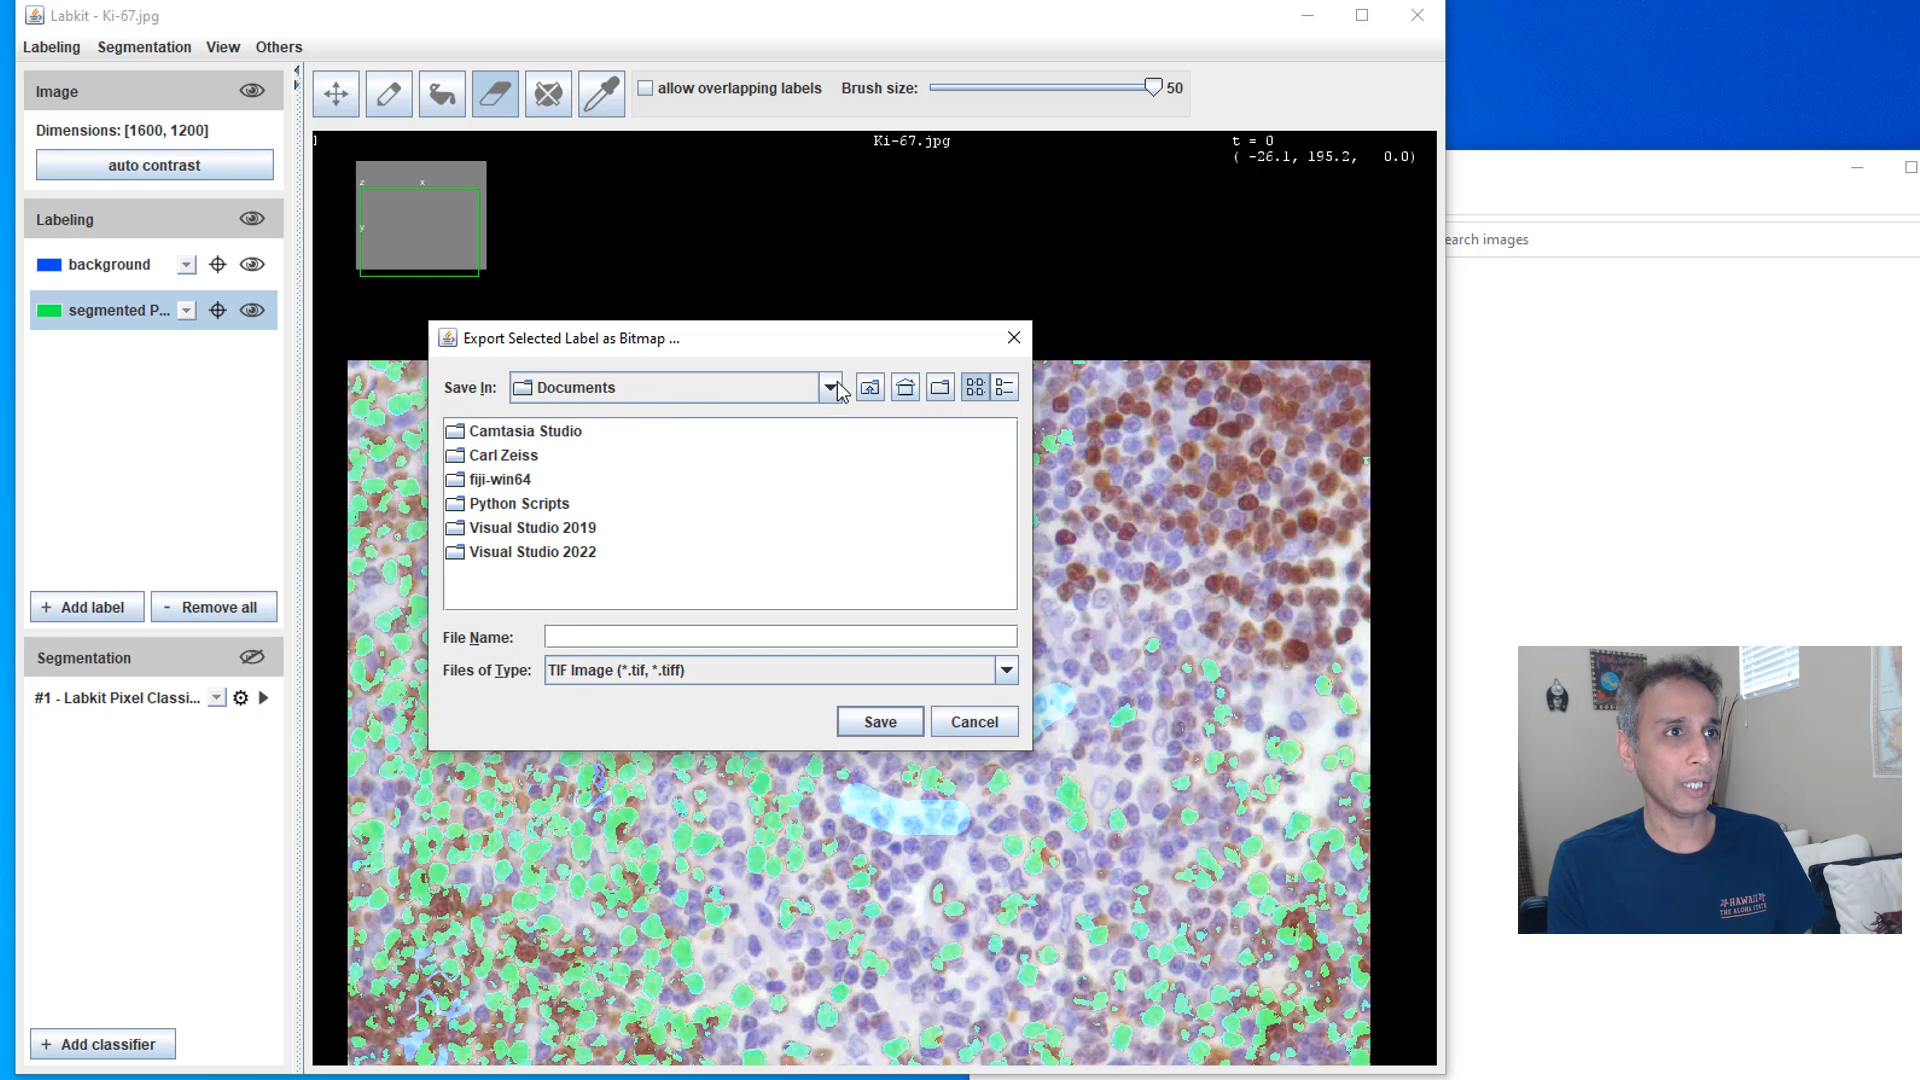 Labkit - Ki-67.jpg
Labeling Segmentation View Others
Image
Dimensions: [1600, 1200]
auto contrast
Labeling
background
segmented P...
+ Add label
- Remove all
Segmentation
#1 - Labkit Pixel Classi...
+ Add classifier
allow overlapping labels
Brush size:
50
Ki-67.jpg
t = 0
( -26.1, 195.2, 0.0)
z x
y
Export Selected Label as Bitmap ...
Save In: Documents
Camtasia Studio
Carl Zeiss
fiji-win64
Python Scripts
Visual Studio 2019
Visual Studio 2022
File Name:
Files of Type: TIF Image (*.tif, *.tiff)
Save Cancel
earch images
HAWAII
THE ALOHA STATE